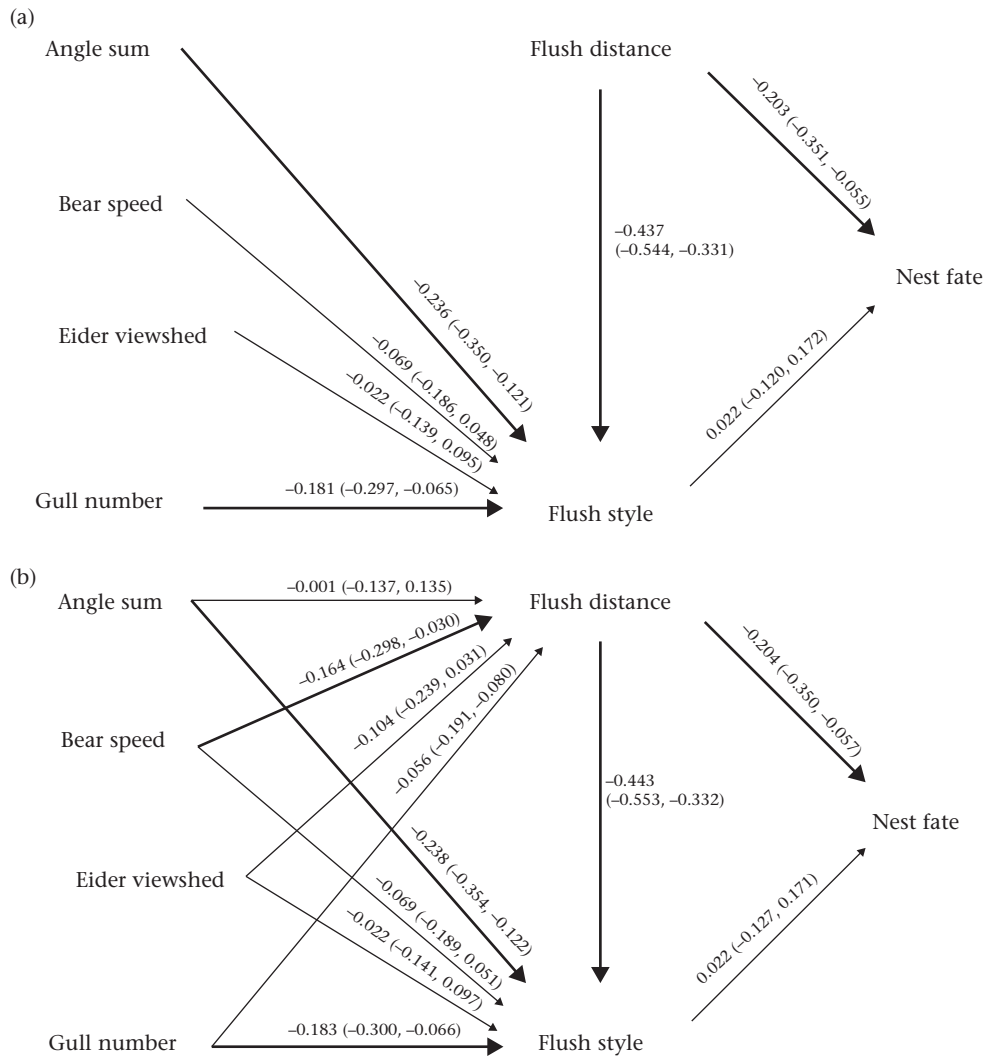 (a)
Angle sum
Flush distance
–0.203 (–0.351, –0.055)
Bear speed
–0.437
(–0.544, –0.331)
Nest fate
–0.236 (–0.350, –0.121)
Eider viewshed
–0.069 (–0.186, 0.048)
–0.022 (–0.139, 0.095)
0.022 (–0.120, 0.172)
Gull number
–0.181 (–0.297, –0.065)
Flush style
(b)
Angle sum
–0.001 (–0.137, 0.135)
Flush distance
–0.164 (–0.298, –0.030)
–0.204 (–0.350, –0.057)
–0.104 (–0.239, 0.031)
Bear speed
–0.056 (–0.191, –0.080)
–0.443
(–0.553, –0.332)
Nest fate
–0.238 (–0.354, –0.122)
Eider viewshed
–0.069 (–0.189, 0.051)
–0.022 (–0.141, 0.097)
0.022 (–0.127, 0.171)
Gull number
–0.183 (–0.300, –0.066)
Flush style